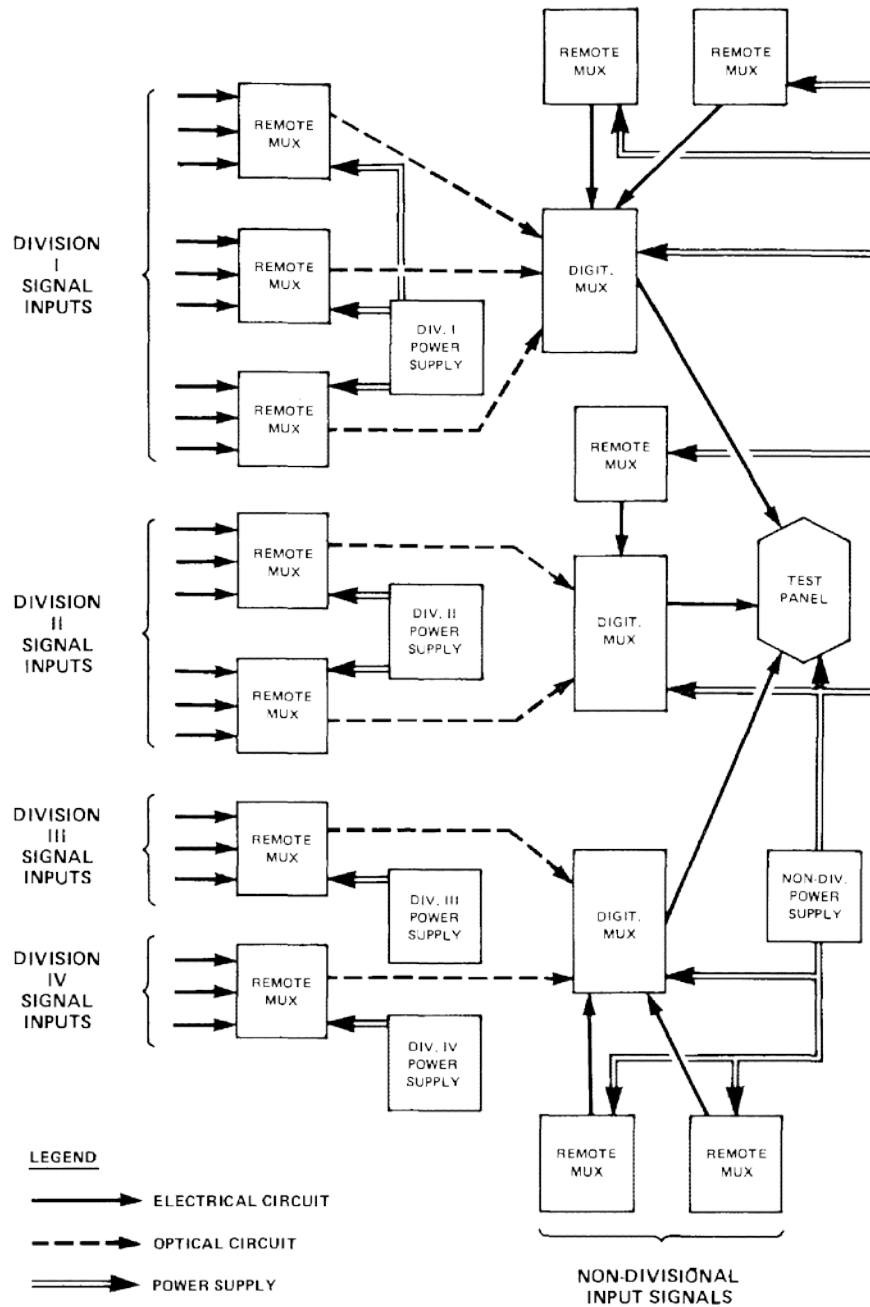 REMOTE
MUX
REMOTE
MUX
REMOTE
MUX
DIVISION
I
SIGNAL
INPUTS
REMOTE
MUX
DIGIT.
MUX
DIV. I
POWER
SUPPLY
REMOTE
MUX
REMOTE
MUX
DIVISION
II
SIGNAL
INPUTS
REMOTE
MUX
DIV. II
POWER
SUPPLY
REMOTE
MUX
DIGIT.
MUX
TEST
PANEL
DIVISION
III
SIGNAL
INPUTS
REMOTE
MUX
DIV. III
POWER
SUPPLY
DIGIT.
MUX
NON-DIV.
POWER
SUPPLY
DIVISION
IV
SIGNAL
INPUTS
REMOTE
MUX
DIV. IV
POWER
SUPPLY
REMOTE
MUX
REMOTE
MUX
LEGEND
ELECTRICAL CIRCUIT
OPTICAL CIRCUIT
POWER SUPPLY
NON-DIVISIONAL
INPUT SIGNALS